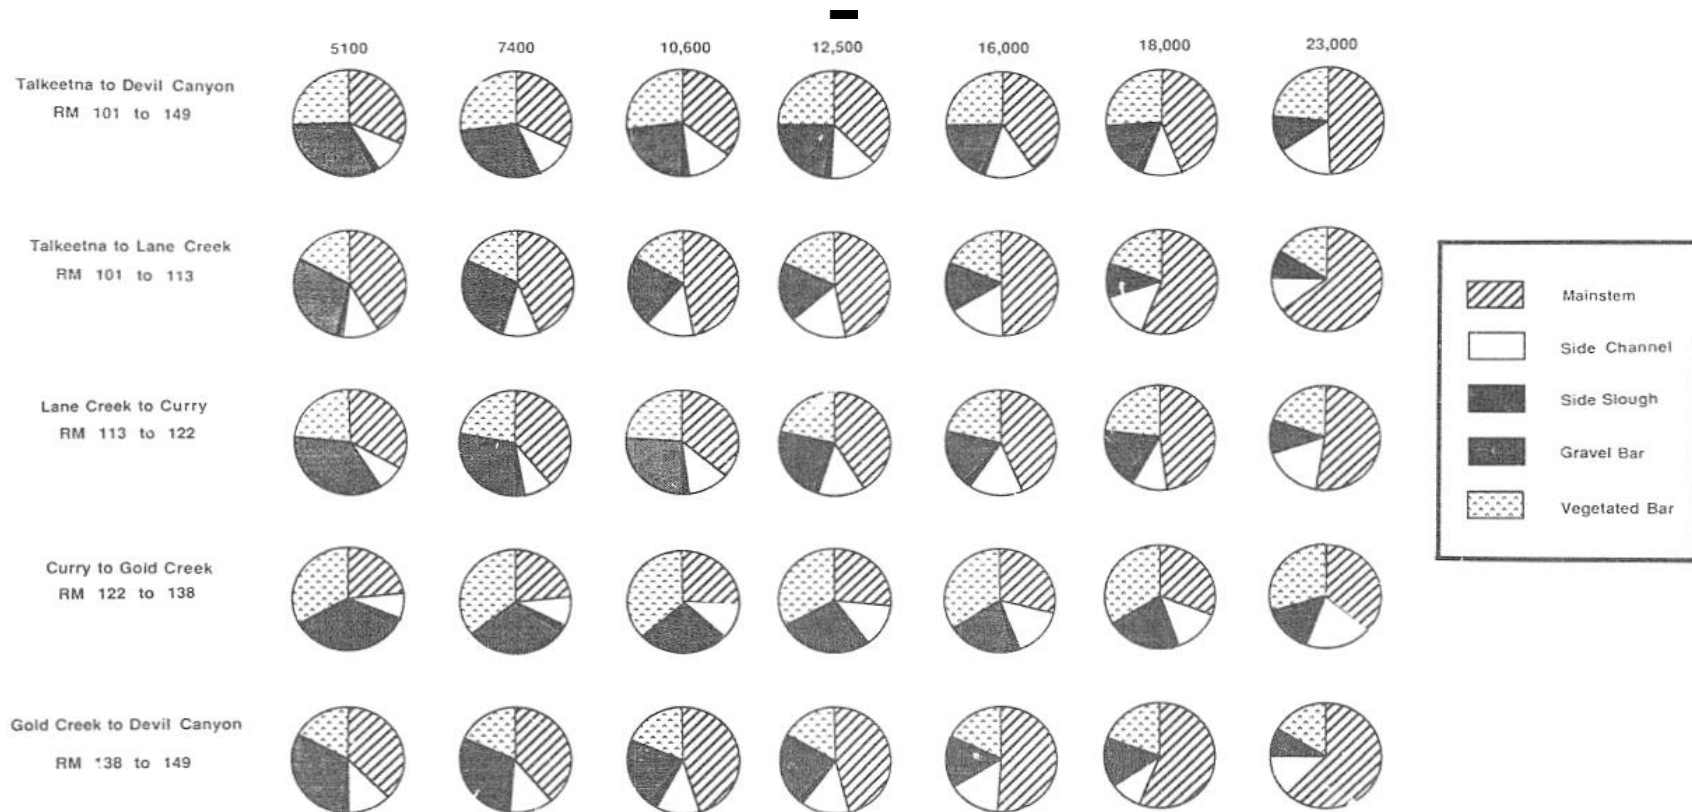 5100 7400 10,600 12,500 16,000 18,000 23,000
Talkeetna to Devil Canyon
RM 101 to 149
Talkeetna to Lane Creek
RM 101 to 113
Lane Creek to Curry
RM 113 to 122
Curry to Gold Creek
RM 122 to 138
Gold Creek to Devil Canyon
RM 138 to 149
Mainstem
Side Channel
Side Slough
Gravel Bar
Vegetated Bar